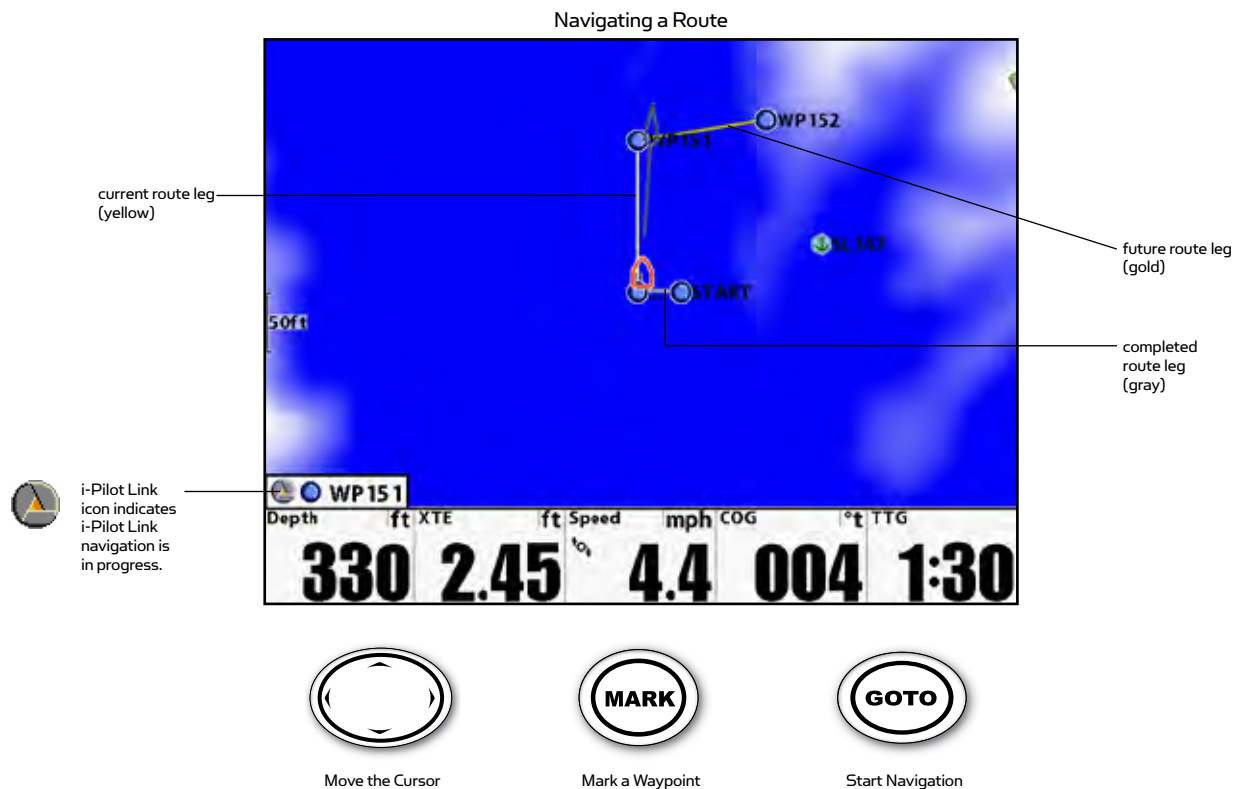 Navigating a Route
WP152
WP151
current route leg
(yellow)
SL147
future route leg
(gold)
START
50ft
completed
route leg
(gray)
i-Pilot Link
icon indicates
i-Pilot Link
navigation is
in progress.
WP151
Depth ft XTE ft Speed mph COG °t TTG
330 2.45 4.4 004 1:30
MARK
GOTO
Move the Cursor
Mark a Waypoint
Start Navigation